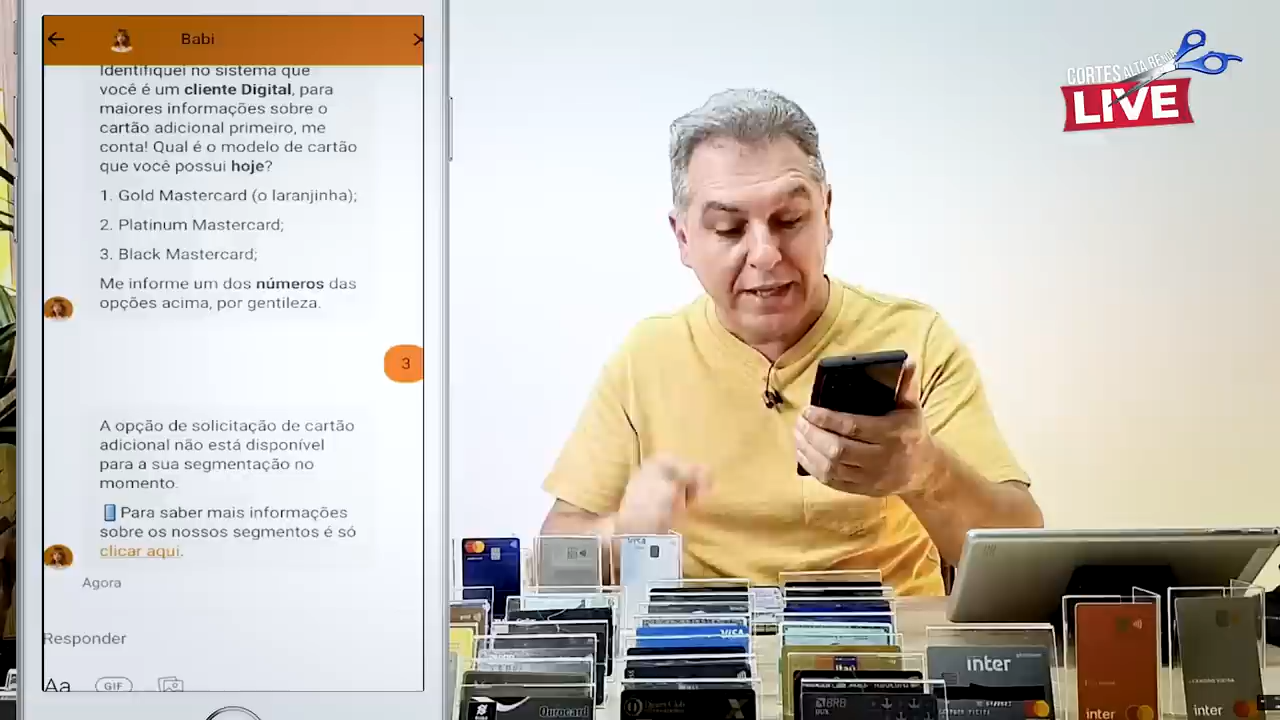 Babi
Identifiquei no sistema que
você é um cliente Digital, para
maiores informações sobre o
cartão adicional primeiro, me
conta! Qual é o modelo de cartão
que você possui hoje?
1. Gold Mastercard (o laranjinha);
2. Platinum Mastercard;
3. Black Mastercard;
Me informe um dos números das
opções acima, por gentileza.
3
A opção de solicitação de cartão
adicional não está disponível
para a sua segmentação no
momento.
Para saber mais informações
sobre os nossos segmentos é só
clicar aqui.
Agora
Responder
Aa
GIF
CORTES ALTA RENDA
LIVE
VISA
Itaú
inter
Ourocard
BRB
DUX
inter
inter